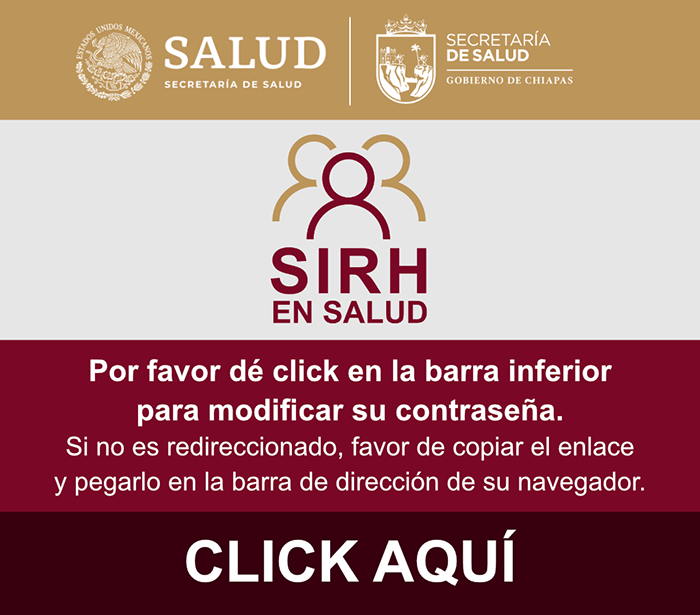 ESTADOS UNIDOS MEXICANOS
SALUD
SECRETARÍA DE SALUD
SECRETARÍA
DE SALUD
GOBIERNO DE CHIAPAS
SIRH
EN SALUD
Por favor dé click en la barra inferior
para modificar su contraseña.
Si no es redireccionado, favor de copiar el enlace
y pegarlo en la barra de dirección de su navegador.
CLICK AQUÍ